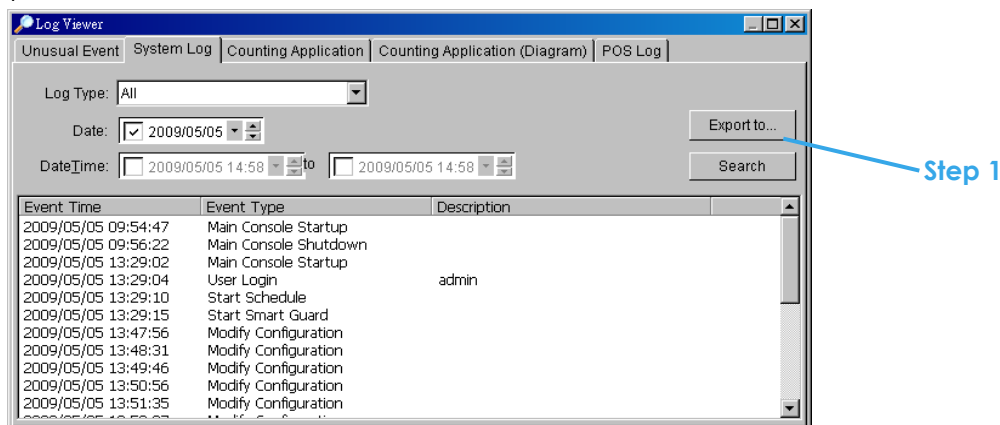 Log Viewer
Unusual Event System Log Counting Application Counting Application (Diagram) POS Log
Log Type: All
Date: 2009/05/05
Export to...
DateTime: 2009/05/05 14:58 to 2009/05/05 14:58
Search
Step 1
Event Time Event Type Description
2009/05/05 09:54:47 Main Console Startup
2009/05/05 09:56:22 Main Console Shutdown
2009/05/05 13:29:02 Main Console Startup
2009/05/05 13:29:04 User Login admin
2009/05/05 13:29:10 Start Schedule
2009/05/05 13:29:15 Start Smart Guard
2009/05/05 13:47:56 Modify Configuration
2009/05/05 13:48:31 Modify Configuration
2009/05/05 13:49:46 Modify Configuration
2009/05/05 13:50:56 Modify Configuration
2009/05/05 13:51:35 Modify Configuration